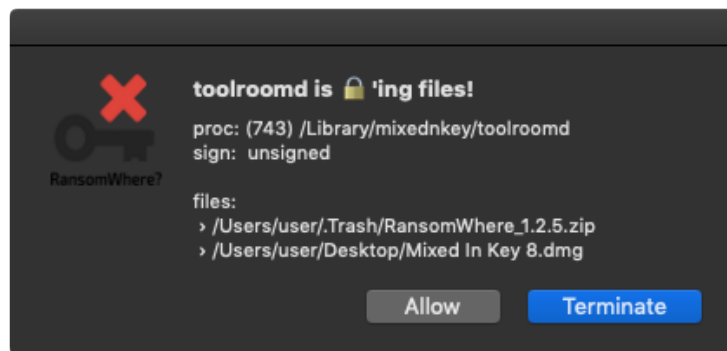 toolroomd is 🔒 'ing files!
proc: (743) /Library/mixednkey/toolroomd
sign: unsigned
RansomWhere?
files:
› /Users/user/.Trash/RansomWhere_1.2.5.zip
› /Users/user/Desktop/Mixed In Key 8.dmg
Allow
Terminate